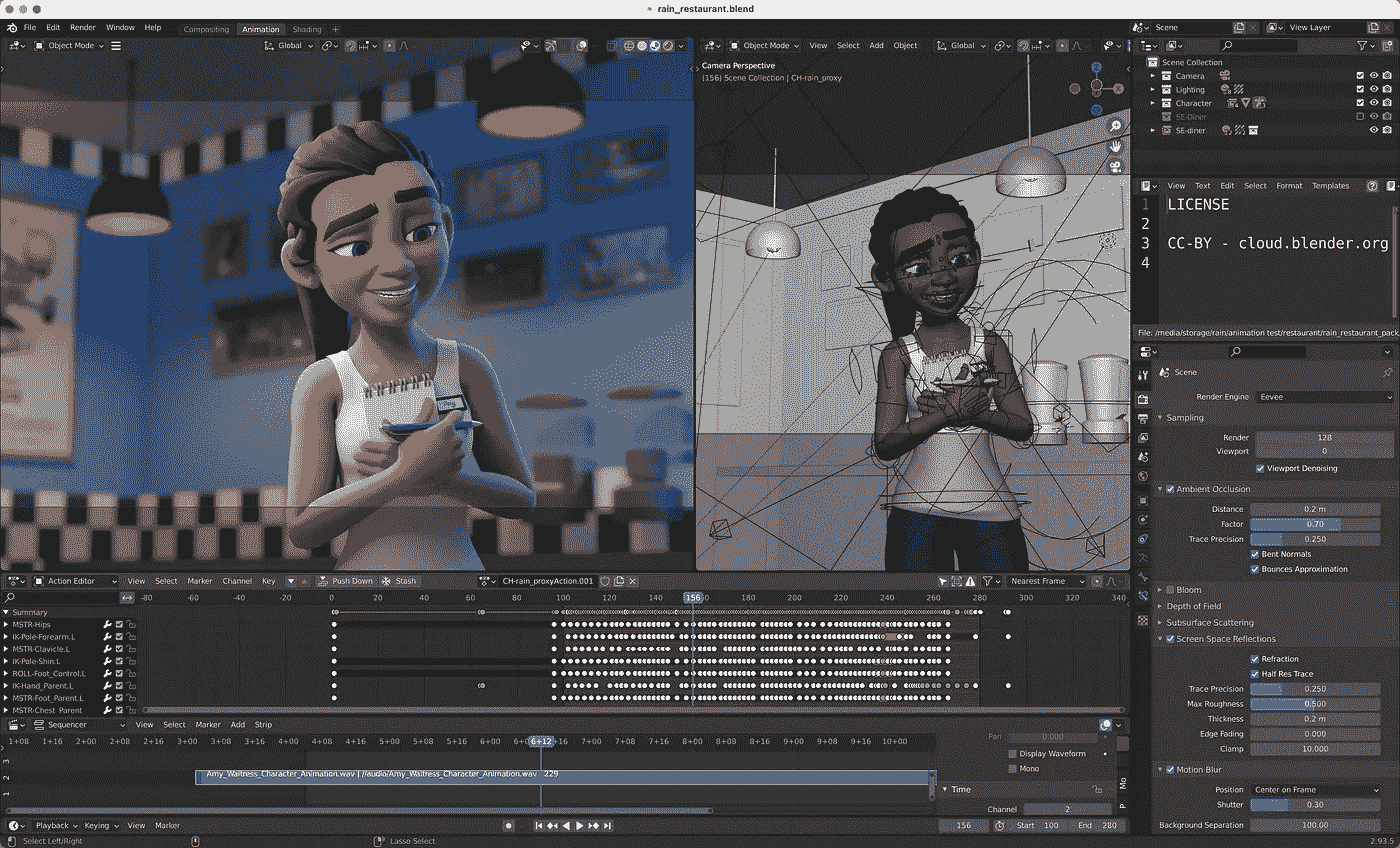 rain_restaurant.blend
File Edit Render Window Help Compositing Animation Shading + Scene View Layer
Object Mode Global
Object Mode View Select Add Object Global
Camera Perspective
(156) Scene Collection | CH-rain_proxy
Scene Collection
Camera
Lighting
Character
SE-Diner
SE-diner
View Text Edit Select Format Templates
1 LICENSE
2
3 CC-BY - cloud.blender.org
4
File: /media/storage/rain/animation test/restaurant/rain_restaurant_pack
Scene
Render Engine Eevee
Sampling
Render 128
Viewport 0
Viewport Denoising
Ambient Occlusion
Distance 0.2 m
Factor 0.70
Trace Precision 0.250
Bent Normals
Bounces Approximation
Bloom
Depth of Field
Subsurface Scattering
Screen Space Reflections
Refraction
Half Res Trace
Trace Precision 0.250
Max Roughness 0.500
Thickness 0.2 m
Edge Fading 0.000
Clamp 10.000
Motion Blur
Position Center on Frame
Shutter 0.30
Background Separation 100.00
Action Editor View Select Marker Channel Key Push Down Stash CH-rain_proxyAction.001 Nearest Frame
-80 -60 -40 -20 0 20 40 60 80 100 120 140 156 180 200 220 240 260 280 300 320 340
Summary
MSTR-Hips
IK-Pole-Forearm.L
MSTR-Clavicle.L
IK-Pole-Shin.L
ROLL-Foot_Control.L
IK-Hand_Parent.L
MSTR-Foot_Parent.L
MSTR-Chest_Parent
Sequencer View Select Marker Add Strip
1+08 1+16 2+00 2+08 2+16 3+00 3+08 3+16 4+00 4+08 4+16 5+00 5+08 5+16 6+00 6+12 +16 7+00 7+08 7+16 8+00 8+08 8+16 9+00 9+08 9+16 10+00
3
2
1
Amy_Waitress_Character_Animation.wav | //audio/Amy_Waitress_Character_Animation.wav 229
Pan 0.000
Display Waveform
Mono
Time
Channel 2
Playback Keying View Marker 156 Start 100 End 280
Select Left/Right Lasso Select 2.93.5